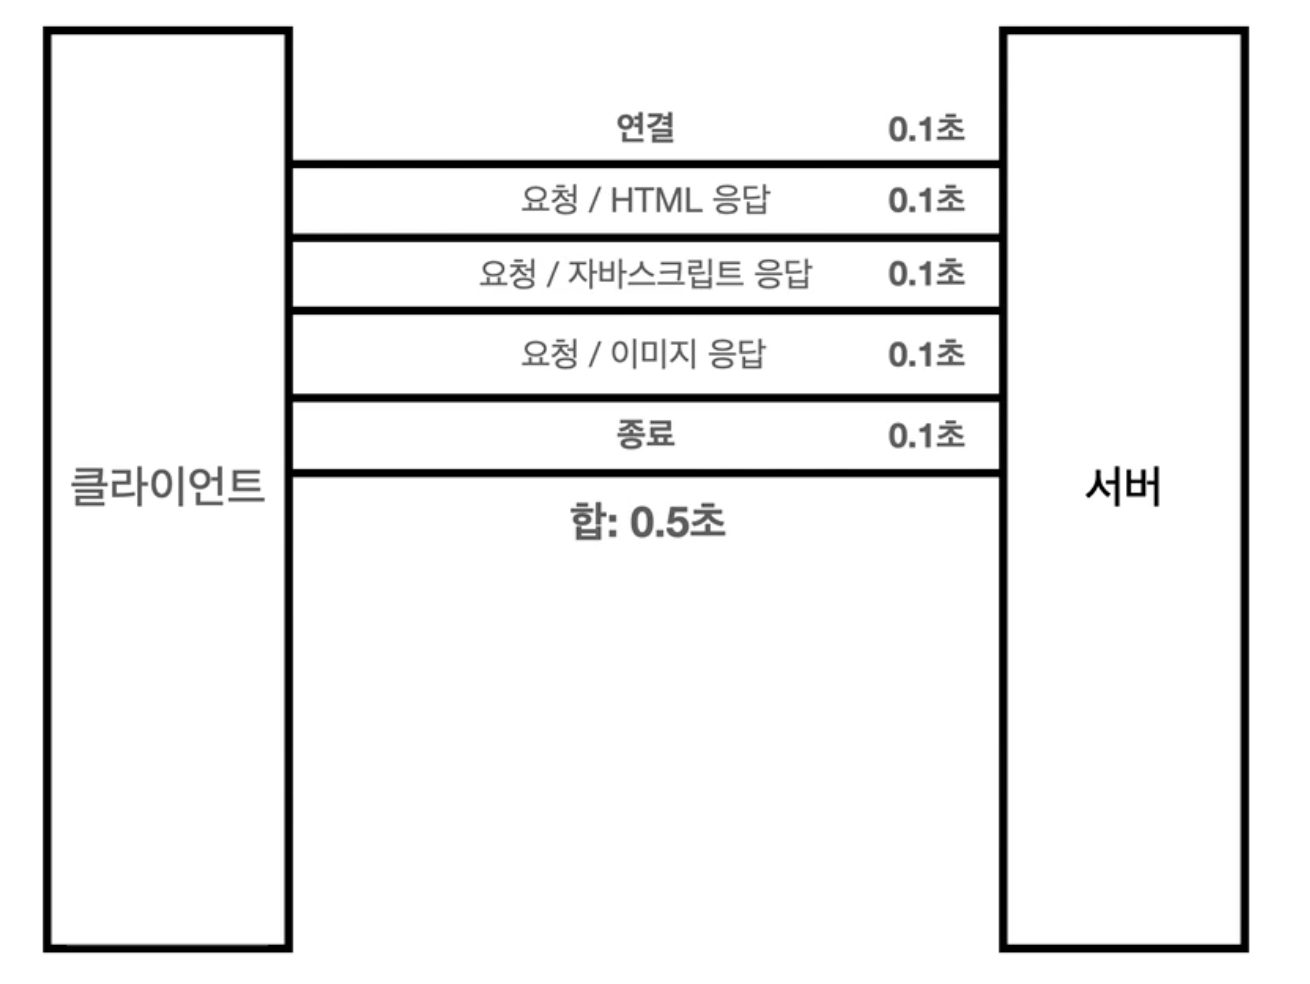 연결 0.1초
요청 / HTML 응답 0.1초
요청 / 자바스크립트 응답 0.1초
요청 / 이미지 응답 0.1초
종료 0.1초
클라이언트
서버
합: 0.5초